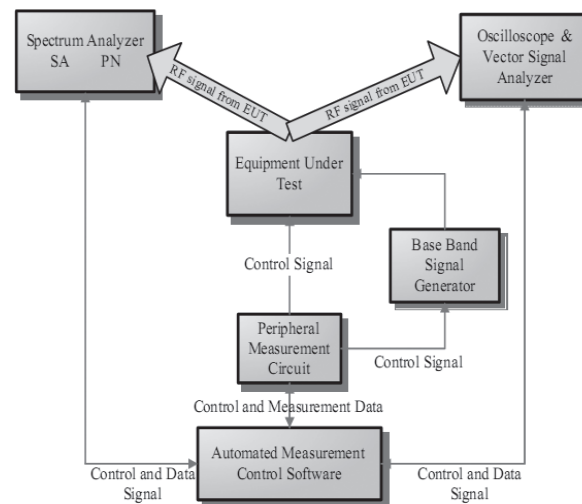 Spectrum Analyzer
SA PN
Oscilloscope &
Vector Signal
Analyzer
RF signal from EUT
RF signal from EUT
Equipment Under
Test
Base Band
Signal
Generator
Control Signal
Peripheral
Measurement
Circuit
Control Signal
Control and Measurement Data
Automated Measurement
Control Software
Control and Data
Signal
Control and Data
Signal